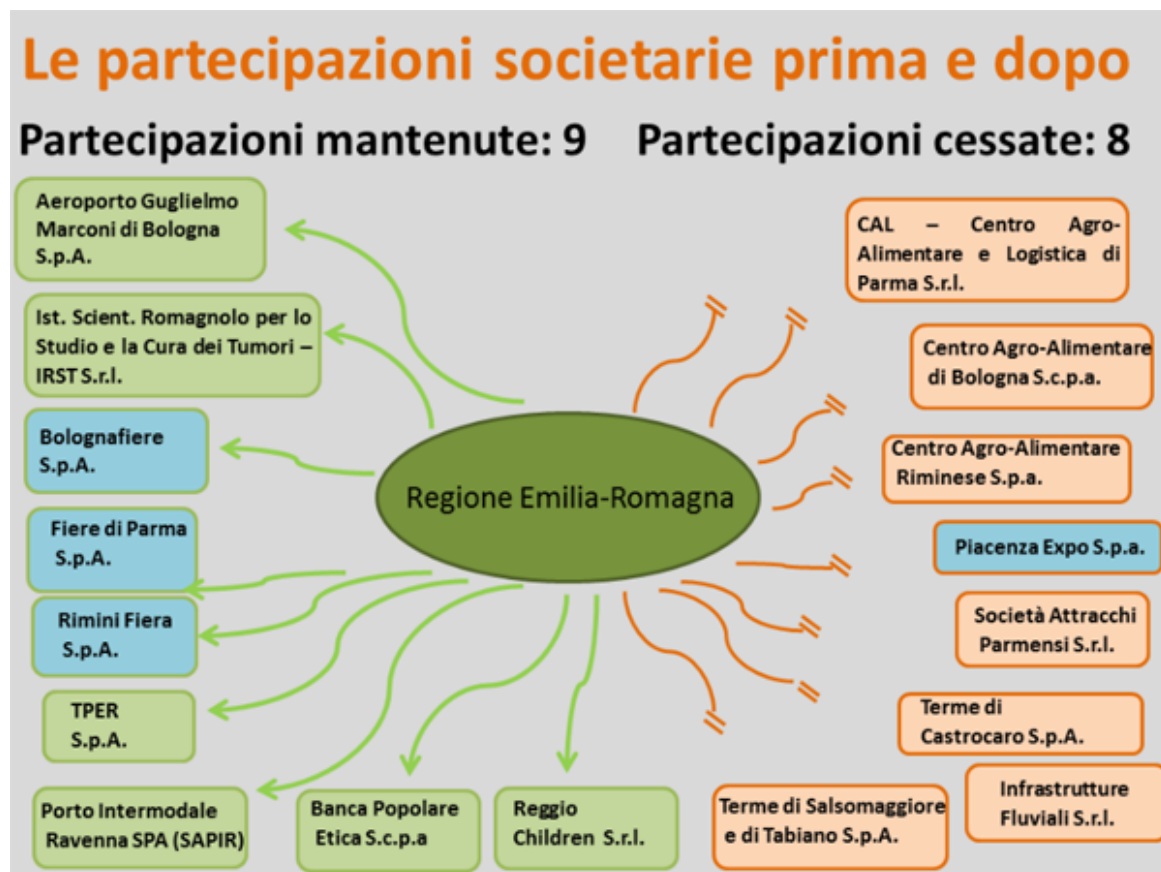 Le partecipazioni societarie prima e dopo
Partecipazioni mantenute: 9
Partecipazioni cessate: 8
Aeroporto Guglielmo
Marconi di Bologna
S.p.A.
Ist. Scient. Romagnolo per lo
Studio e la Cura dei Tumori –
IRST S.r.l.
Bolognafiere
S.p.A.
Fiere di Parma
S.p.A.
Rimini Fiera
S.p.A.
TPER
S.p.A.
Porto Intermodale
Ravenna SPA (SAPIR)
Banca Popolare
Etica S.c.p.a
Reggio
Children S.r.l.
Regione Emilia-Romagna
CAL – Centro Agro-
Alimentare e Logistica di
Parma S.r.l.
Centro Agro-Alimentare
di Bologna S.c.p.a.
Centro Agro-Alimentare
Riminese S.p.a.
Piacenza Expo S.p.a.
Società Attracchi
Parmensi S.r.l.
Terme di
Castrocaro S.p.A.
Infrastrutture
Fluviali S.r.l.
Terme di Salsomaggiore
e di Tabiano S.p.A.